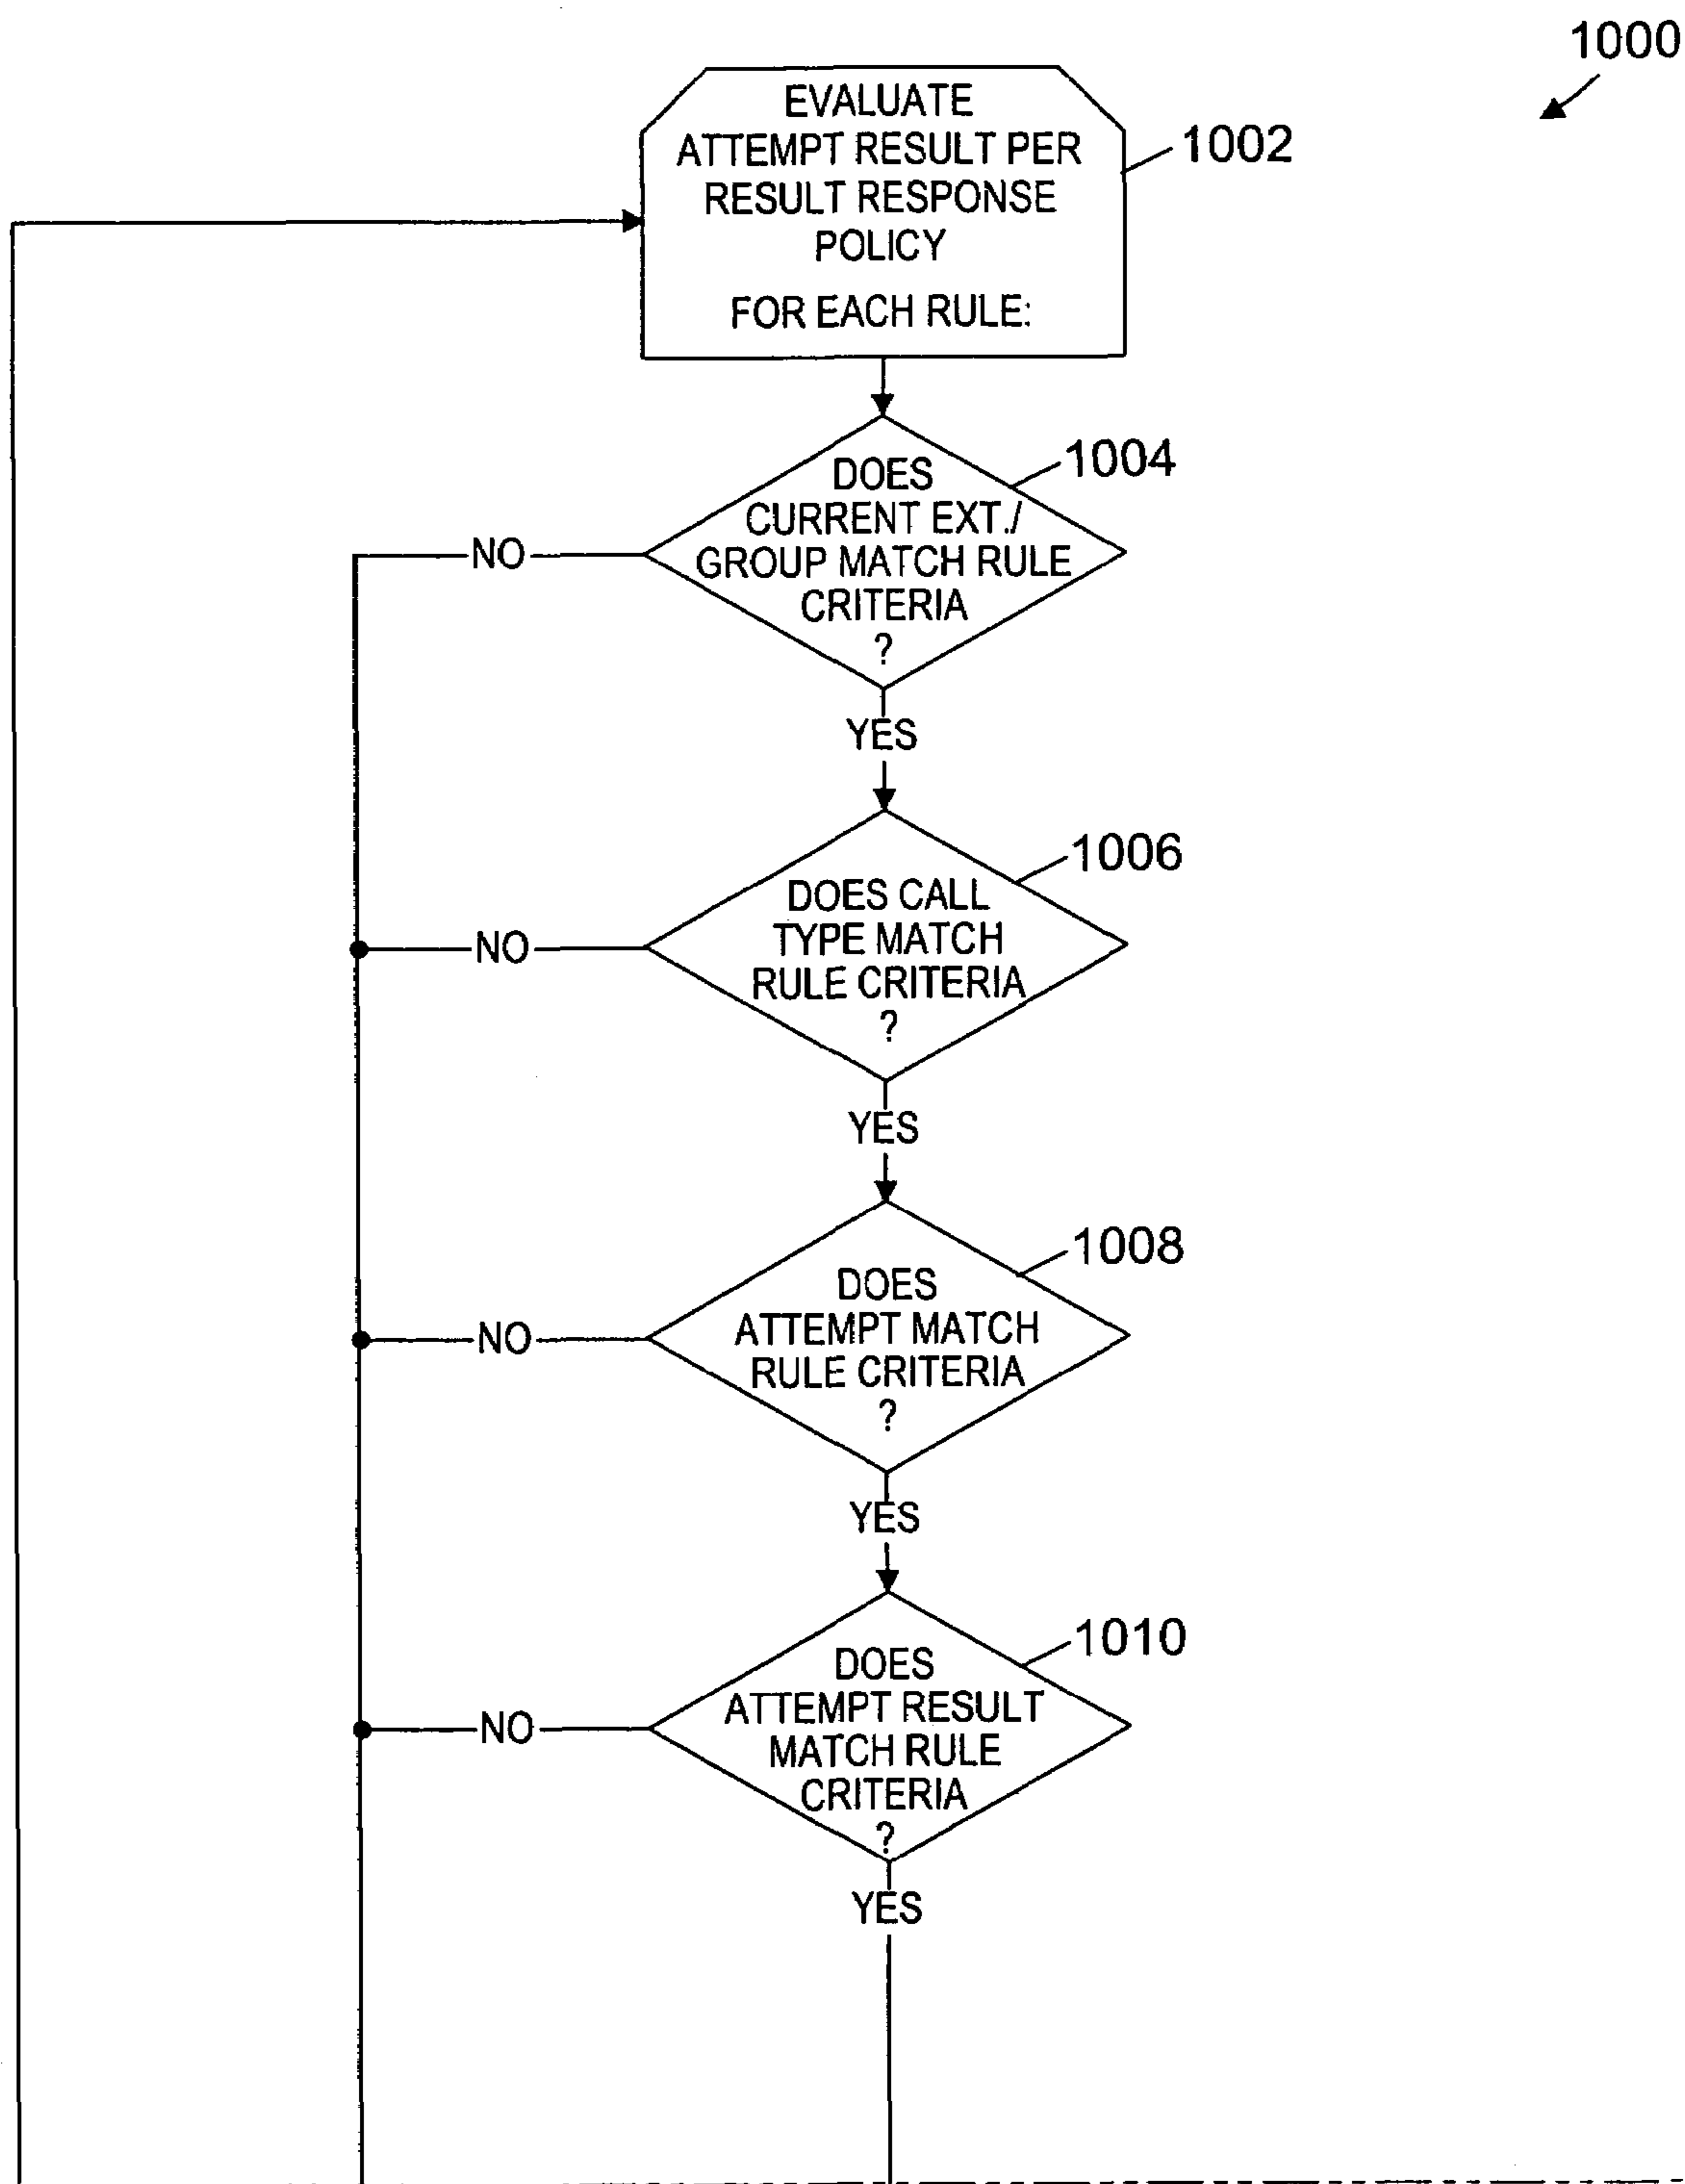 1000
EVALUATE
ATTEMPT RESULT PER
RESULT RESPONSE
POLICY
FOR EACH RULE:
1002
DOES
CURRENT EXT./
GROUP MATCH RULE
CRITERIA
?
1004
NO
YES
DOES CALL
TYPE MATCH
RULE CRITERIA
?
1006
NO
YES
DOES
ATTEMPT MATCH
RULE CRITERIA
?
1008
NO
YES
DOES
ATTEMPT RESULT
MATCH RULE
CRITERIA
?
1010
NO
YES